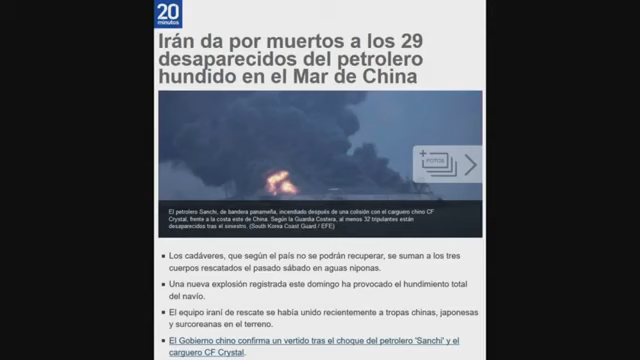 20
minutos
Irán da por muertos a los 29
desaparecidos del petrolero
hundido en el Mar de China
FOTOS
El petrolero Sanchi, de bandera panameña, incendiado después de una colisión con el carguero chino CF
Crystal, frente a la costa este de China. Según la Guardia Costera, al menos 32 tripulantes están
desaparecidos tras el siniestro. (South Korea Coast Guard / EFE)
Los cadáveres, que según el país no se podrán recuperar, se suman a los tres
cuerpos rescatados el pasado sábado en aguas niponas.
Una nueva explosión registrada este domingo ha provocado el hundimiento total
del navío.
El equipo iraní de rescate se había unido recientemente a tropas chinas, japonesas
y surcoreanas en el terreno.
El Gobierno chino confirma un vertido tras el choque del petrolero 'Sanchi' y el
carguero CF Crystal.